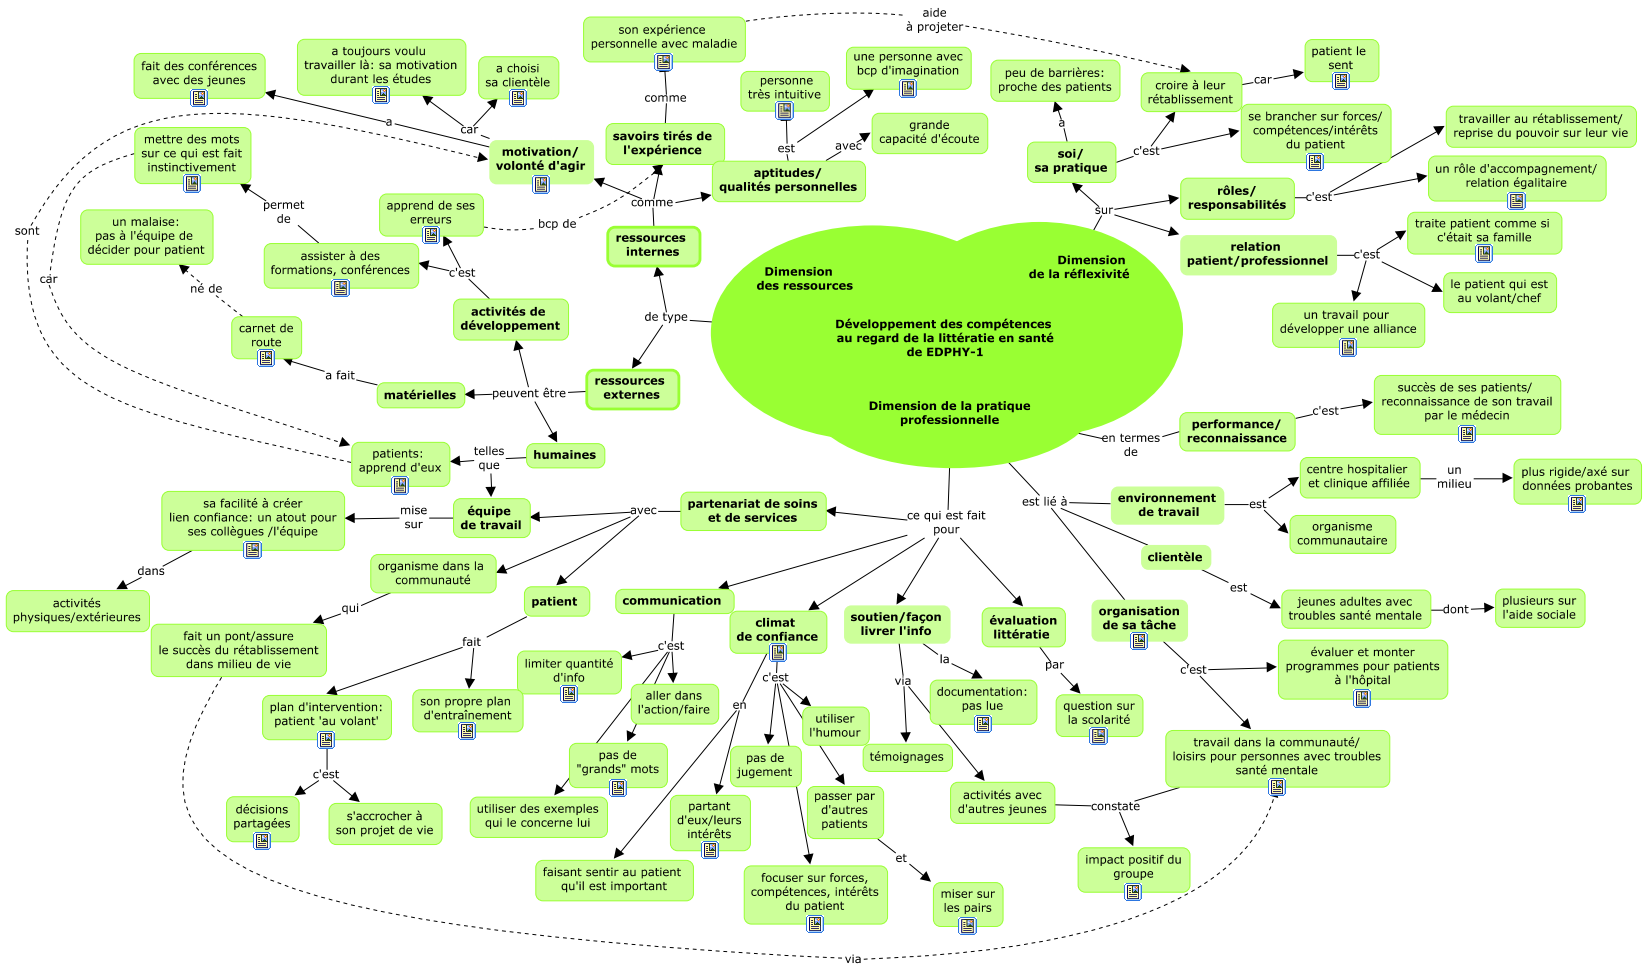 aide
à projeter
son expérience
personnelle avec maladie
comme
savoirs tirés de
l'expérience
fait des conférences
avec des jeunes
a toujours voulu
travailler là: sa motivation
durant les études
a choisi
sa clientèle
car
a
motivation/
volonté d'agir
personne
très intuitive
une personne avec
bcp d'imagination
grande
capacité d'écoute
est
avec
aptitudes/
qualités personnelles
comme
ressources
internes
mettre des mots
sur ce qui est fait
instinctivement
permet
de
apprend de ses
erreurs
bcp de
un malaise:
pas à l'équipe de
décider pour patient
assister à des
formations, conférences
c'est
sont
car
né de
carnet de
route
activités de
développement
de type
a fait
matérielles
peuvent être
ressources
externes
patients:
apprend d'eux
telles
que
humaines
peu de barrières:
proche des patients
croire à leur
rétablissement
car
patient le
sent
a
soi/
sa pratique
c'est
se brancher sur forces/
compétences/intérêts
du patient
travailler au rétablissement/
reprise du pouvoir sur leur vie
sur
rôles/
responsabilités
c'est
un rôle d'accompagnement/
relation égalitaire
relation
patient/professionnel
c'est
traite patient comme si
c'était sa famille
le patient qui est
au volant/chef
un travail pour
développer une alliance
Dimension
des ressources
Dimension
de la réflexivité
Développement des compétences
au regard de la littératie en santé
de EDPHY-1
Dimension de la pratique
professionnelle
en termes
de
performance/
reconnaissance
c'est
succès de ses patients/
reconnaissance de son travail
par le médecin
est lié à
environnement
de travail
est
centre hospitalier
et clinique affiliée
un
milieu
plus rigide/axé sur
données probantes
organisme
communautaire
clientèle
est
jeunes adultes avec
troubles santé mentale
dont
plusieurs sur
l'aide sociale
organisation
de sa tâche
c'est
évaluer et monter
programmes pour patients
à l'hôpital
travail dans la communauté/
loisirs pour personnes avec troubles
santé mentale
ce qui est fait
pour
partenariat de soins
et de services
avec
équipe
de travail
mise
sur
sa facilité à créer
lien confiance: un atout pour
ses collègues /l'équipe
dans
activités
physiques/extérieures
organisme dans la
communauté
qui
fait un pont/assure
le succès du rétablissement
dans milieu de vie
patient
fait
plan d'intervention:
patient 'au volant'
son propre plan
d'entraînement
c'est
décisions
partagées
s'accrocher à
son projet de vie
communication
c'est
limiter quantité
d'info
aller dans
l'action/faire
pas de
"grands" mots
utiliser des exemples
qui le concerne lui
climat
de confiance
c'est
en
utiliser
l'humour
pas de
jugement
passer par
d'autres
patients
partant
d'eux/leurs
intérêts
faisant sentir au patient
qu'il est important
focuser sur forces,
compétences, intérêts
du patient
et
miser sur
les pairs
soutien/façon
livrer l'info
la
via
documentation:
pas lue
témoignages
activités avec
d'autres jeunes
constate
impact positif du
groupe
évaluation
littératie
par
question sur
la scolarité
via